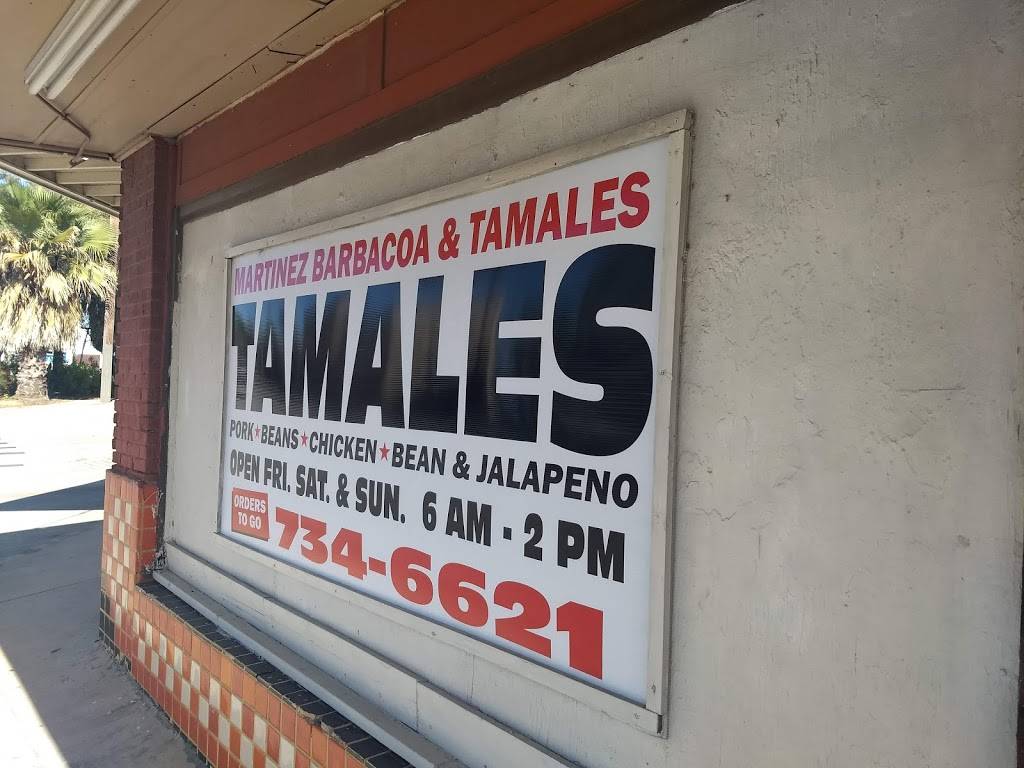 MARTINEZ BARBACOA & TAMALES
TAMALES
PORK★BEANS★CHICKEN★BEAN & JALAPENO
OPEN FRI. SAT. & SUN. 6 AM - 2 PM
ORDERS TO GO
734-6621